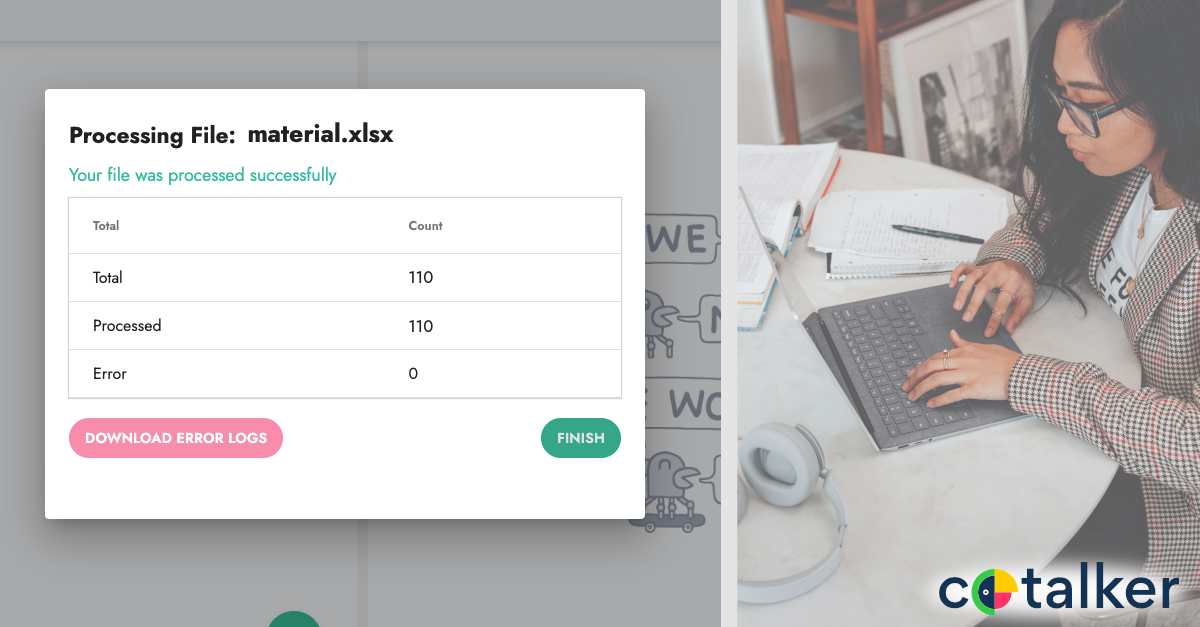 Processing File: material.xlsx
Your file was processed successfully
Total Count
Total 110
Processed 110
Error 0
DOWNLOAD ERROR LOGS FINISH
WE
WO
cotalker